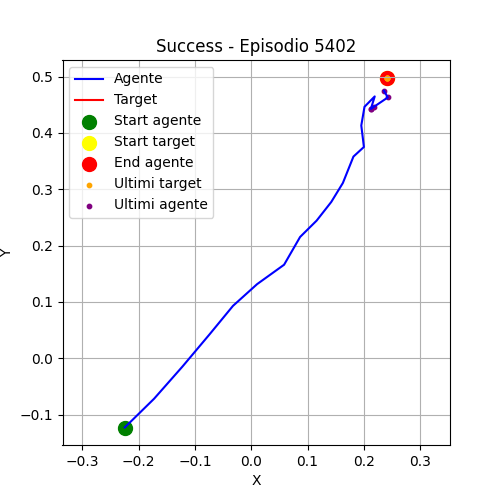 Success - Episodio 5402
Agente
Target
Start agente
Start target
End agente
Ultimi target
Ultimi agente
0.5
0.4
0.3
0.2
0.1
0.0
−0.1
Y
−0.3 −0.2 −0.1 0.0 0.1 0.2 0.3
X